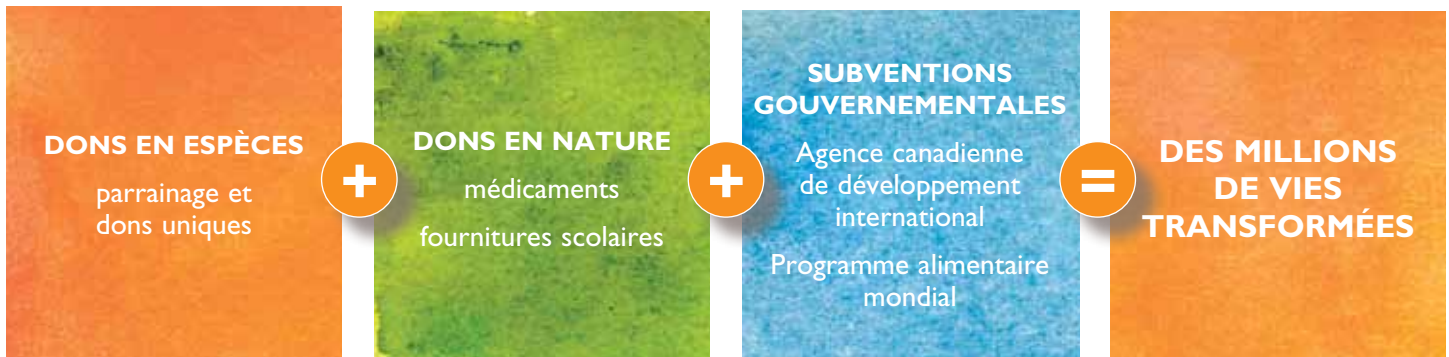 DONS EN ESPÈCES
parrainage et
dons uniques
+
DONS EN NATURE
médicaments
fournitures scolaires
+
SUBVENTIONS
GOUVERNEMENTALES
Agence canadienne
de développement
international
Programme alimentaire
mondial
=
DES MILLIONS
DE VIES
TRANSFORMÉES